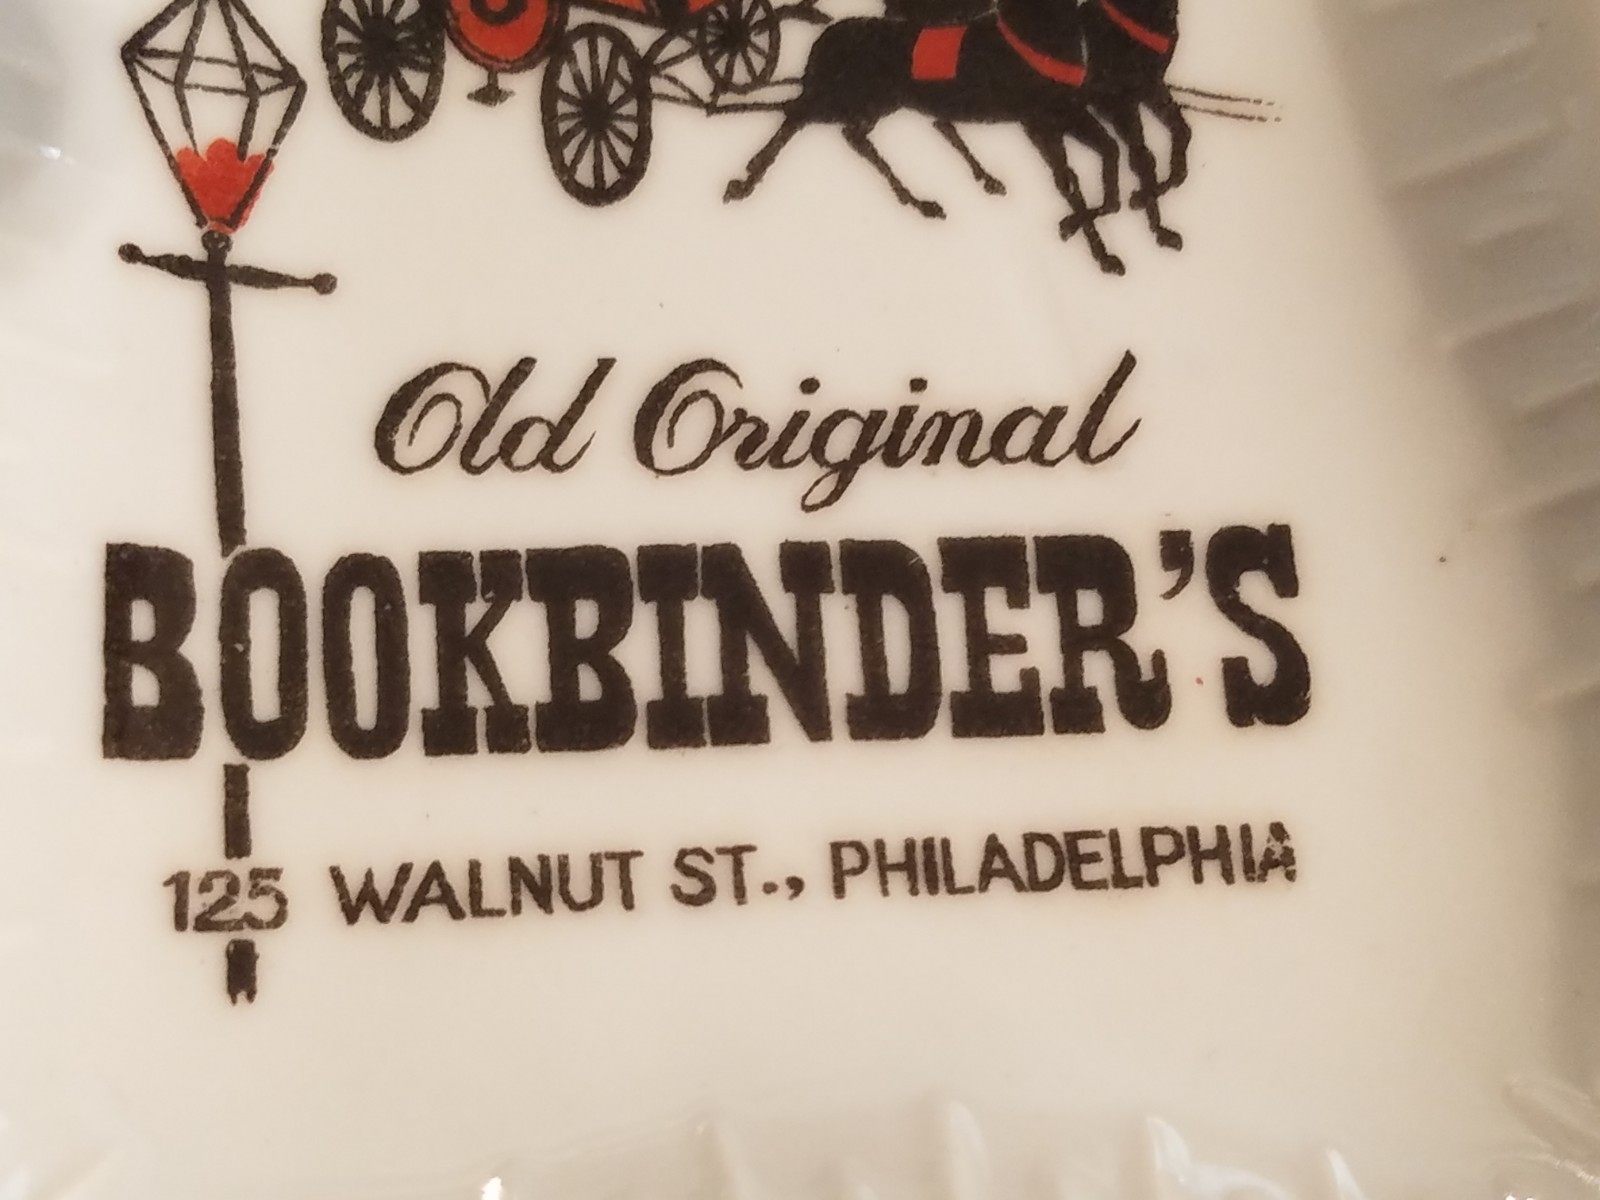 Old Original
BOOKBINDER'S
125 WALNUT ST., PHILADELPHIA